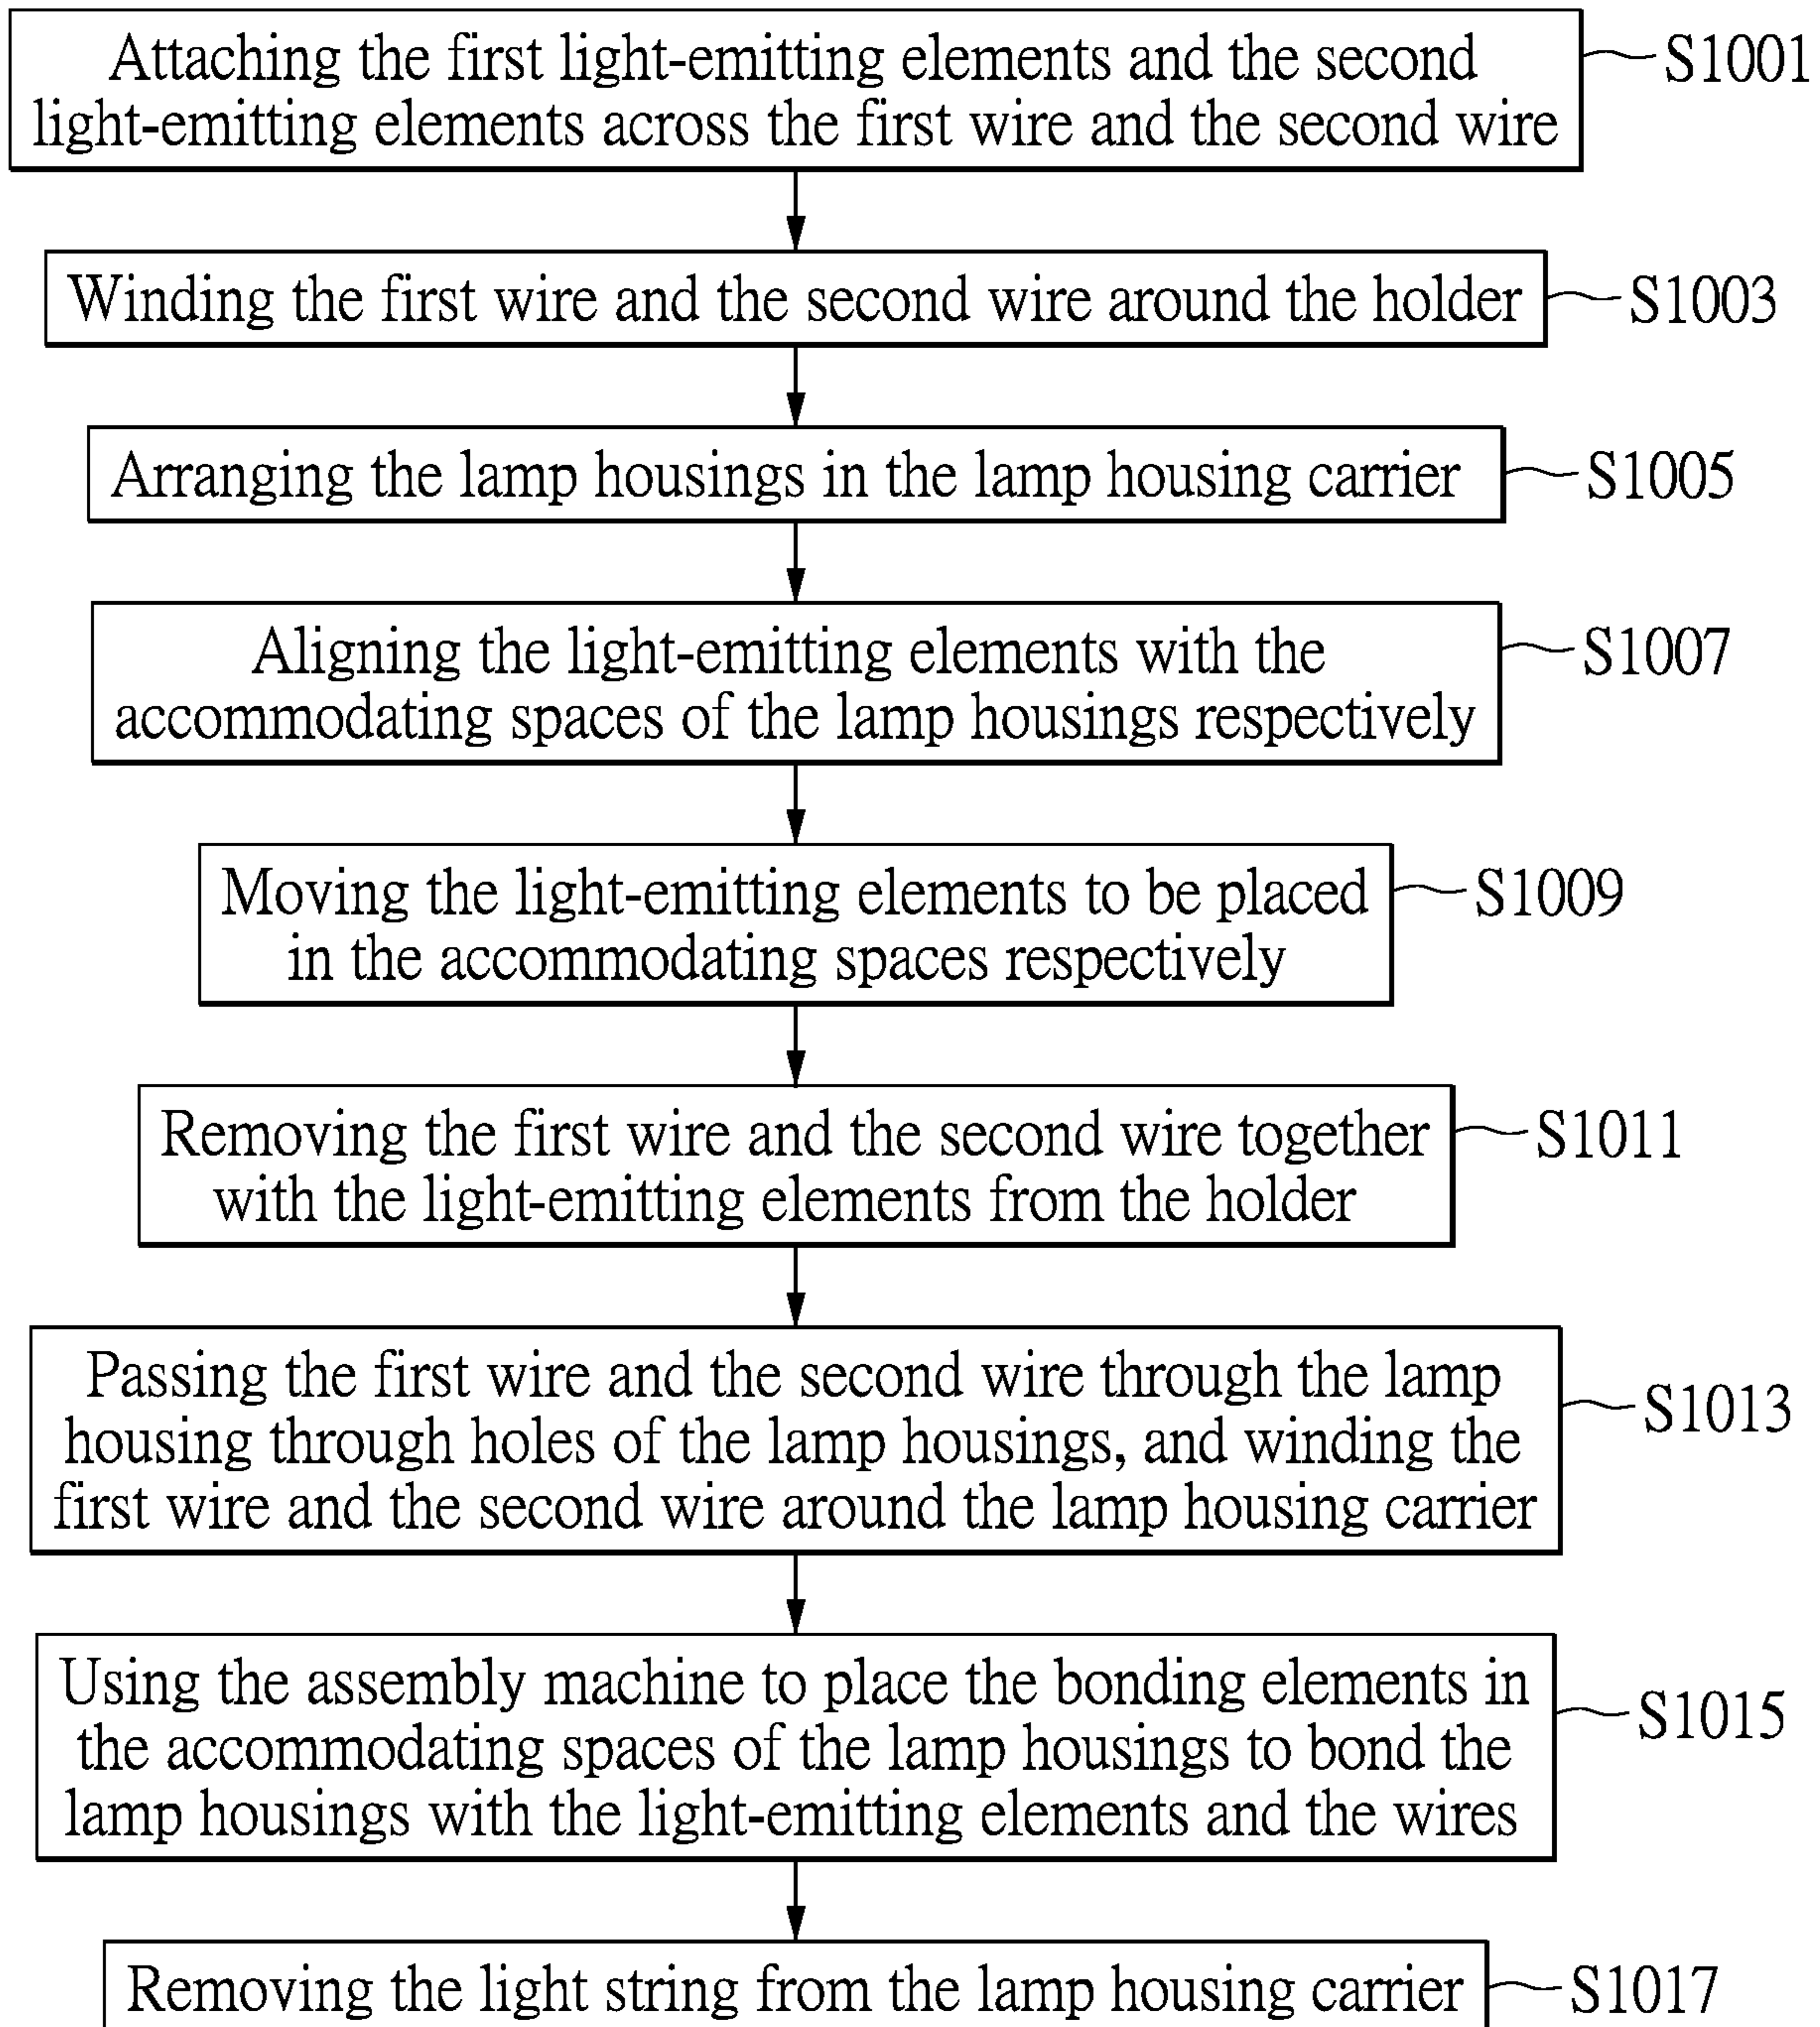 Attaching the first light-emitting elements and the second
light-emitting elements across the first wire and the second wire
S1001
Winding the first wire and the second wire around the holder
S1003
Arranging the lamp housings in the lamp housing carrier
S1005
Aligning the light-emitting elements with the
accommodating spaces of the lamp housings respectively
S1007
Moving the light-emitting elements to be placed
in the accommodating spaces respectively
S1009
Removing the first wire and the second wire together
with the light-emitting elements from the holder
S1011
Passing the first wire and the second wire through the lamp
housing through holes of the lamp housings, and winding the
first wire and the second wire around the lamp housing carrier
S1013
Using the assembly machine to place the bonding elements in
the accommodating spaces of the lamp housings to bond the
lamp housings with the light-emitting elements and the wires
S1015
Removing the light string from the lamp housing carrier
S1017